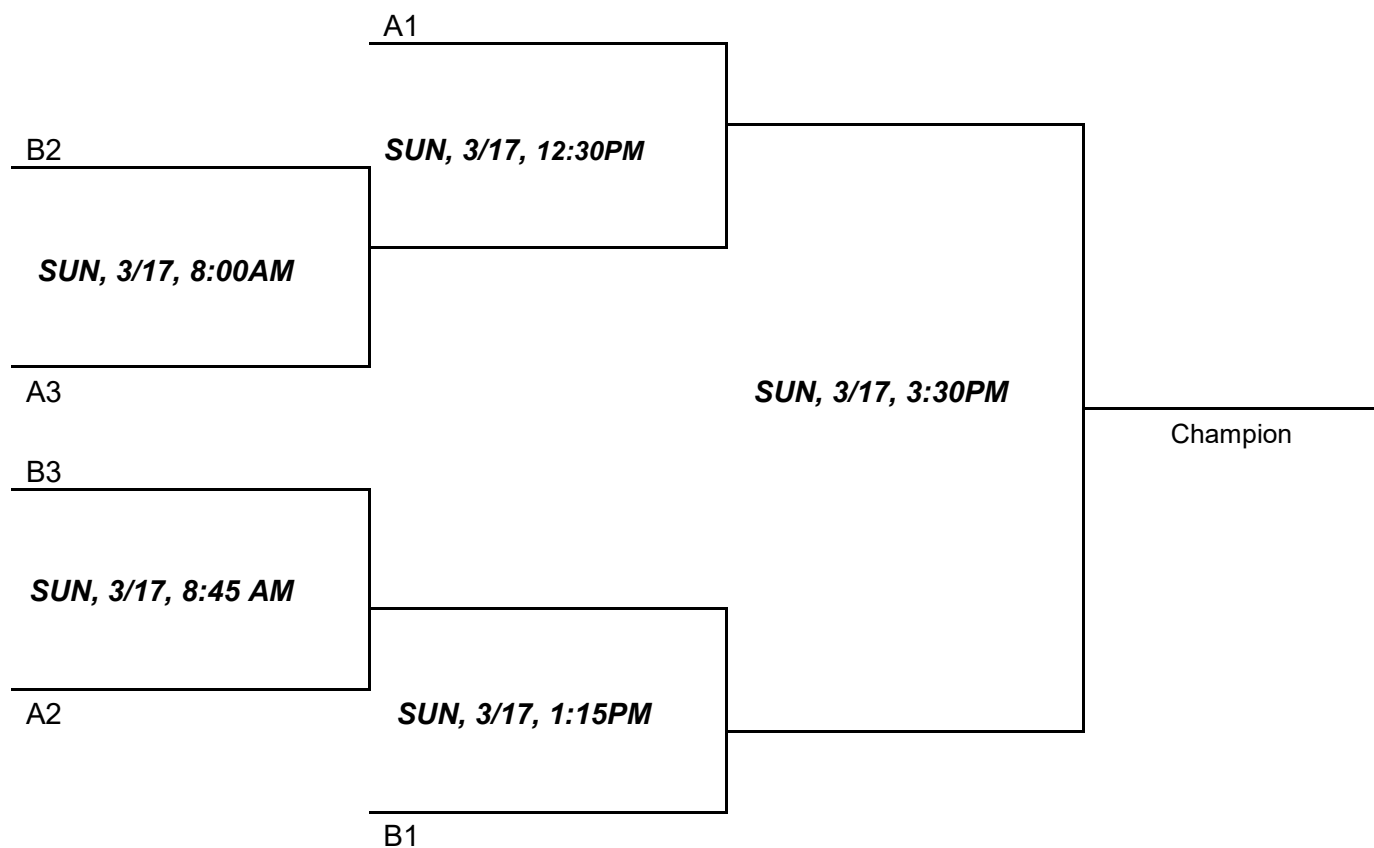 A1
B2
SUN, 3/17, 12:30PM
SUN, 3/17, 8:00AM
A3
SUN, 3/17, 3:30PM
Champion
B3
SUN, 3/17, 8:45 AM
A2
SUN, 3/17, 1:15PM
B1